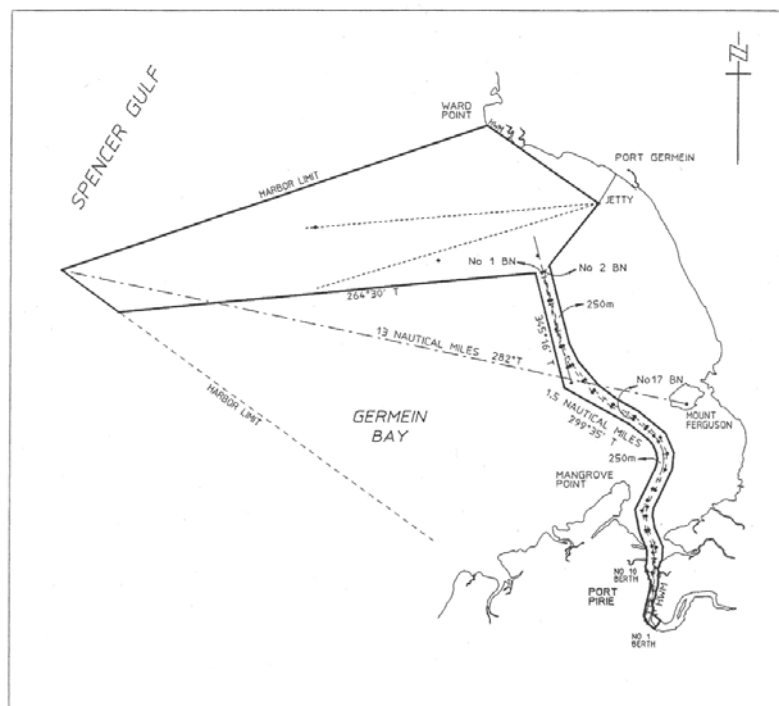 N
SPENCER GULF
WARD
POINT
HWM
PORT GERMEIN
JETTY
HARBOR LIMIT
No 1 BN
No 2 BN
264°30' T
250m
345°16' T
13 NAUTICAL MILES 282°T
No17 BN
MOUNT
FERGUSON
1.5 NAUTICAL MILES
299°35' T
HARBOR LIMIT
GERMEIN
BAY
250m
MANGROVE
POINT
NO 10
BERTH
HWM
PORT
PIRIE
NO 1
BERTH